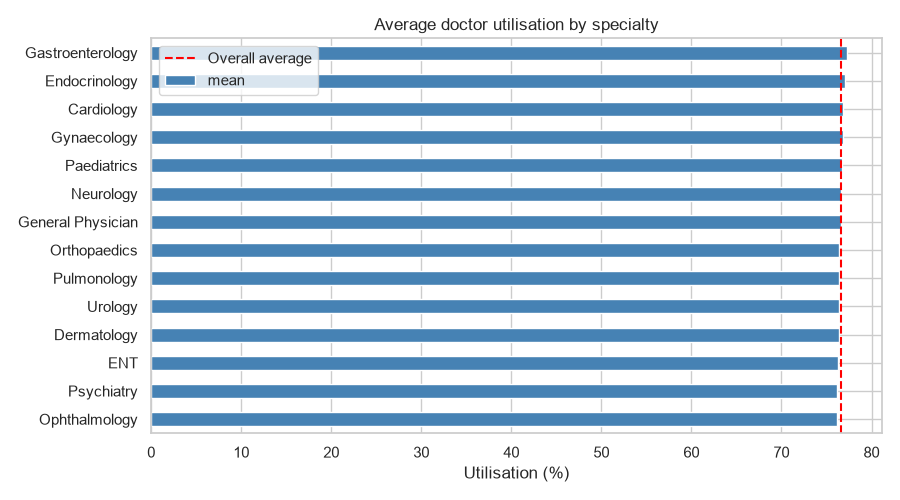 Average doctor utilisation by specialty
Gastroenterology
Endocrinology
Cardiology
Gynaecology
Paediatrics
Neurology
General Physician
Orthopaedics
Pulmonology
Urology
Dermatology
ENT
Psychiatry
Ophthalmology
Overall average
mean
0 10 20 30 40 50 60 70 80
Utilisation (%)